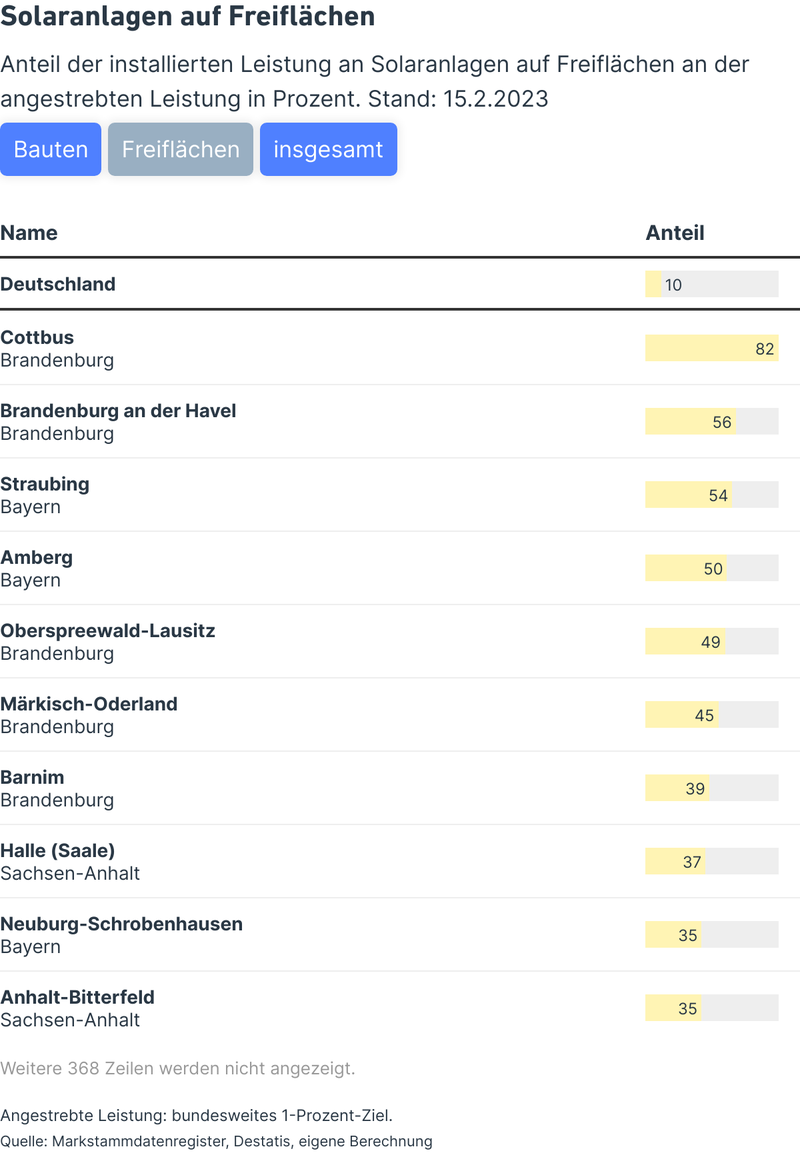 Solaranlagen auf Freiflächen
Anteil der installierten Leistung an Solaranlagen auf Freiflächen an der
angestrebten Leistung in Prozent. Stand: 15.2.2023
Bauten Freiflächen insgesamt
Name Anteil
Deutschland 10
Cottbus
Brandenburg 82
Brandenburg an der Havel
Brandenburg 56
Straubing
Bayern 54
Amberg
Bayern 50
Oberspreewald-Lausitz
Brandenburg 49
Märkisch-Oderland
Brandenburg 45
Barnim
Brandenburg 39
Halle (Saale)
Sachsen-Anhalt 37
Neuburg-Schrobenhausen
Bayern 35
Anhalt-Bitterfeld
Sachsen-Anhalt 35
Weitere 368 Zeilen werden nicht angezeigt.
Angestrebte Leistung: bundesweites 1-Prozent-Ziel.
Quelle: Markstammdatenregister, Destatis, eigene Berechnung